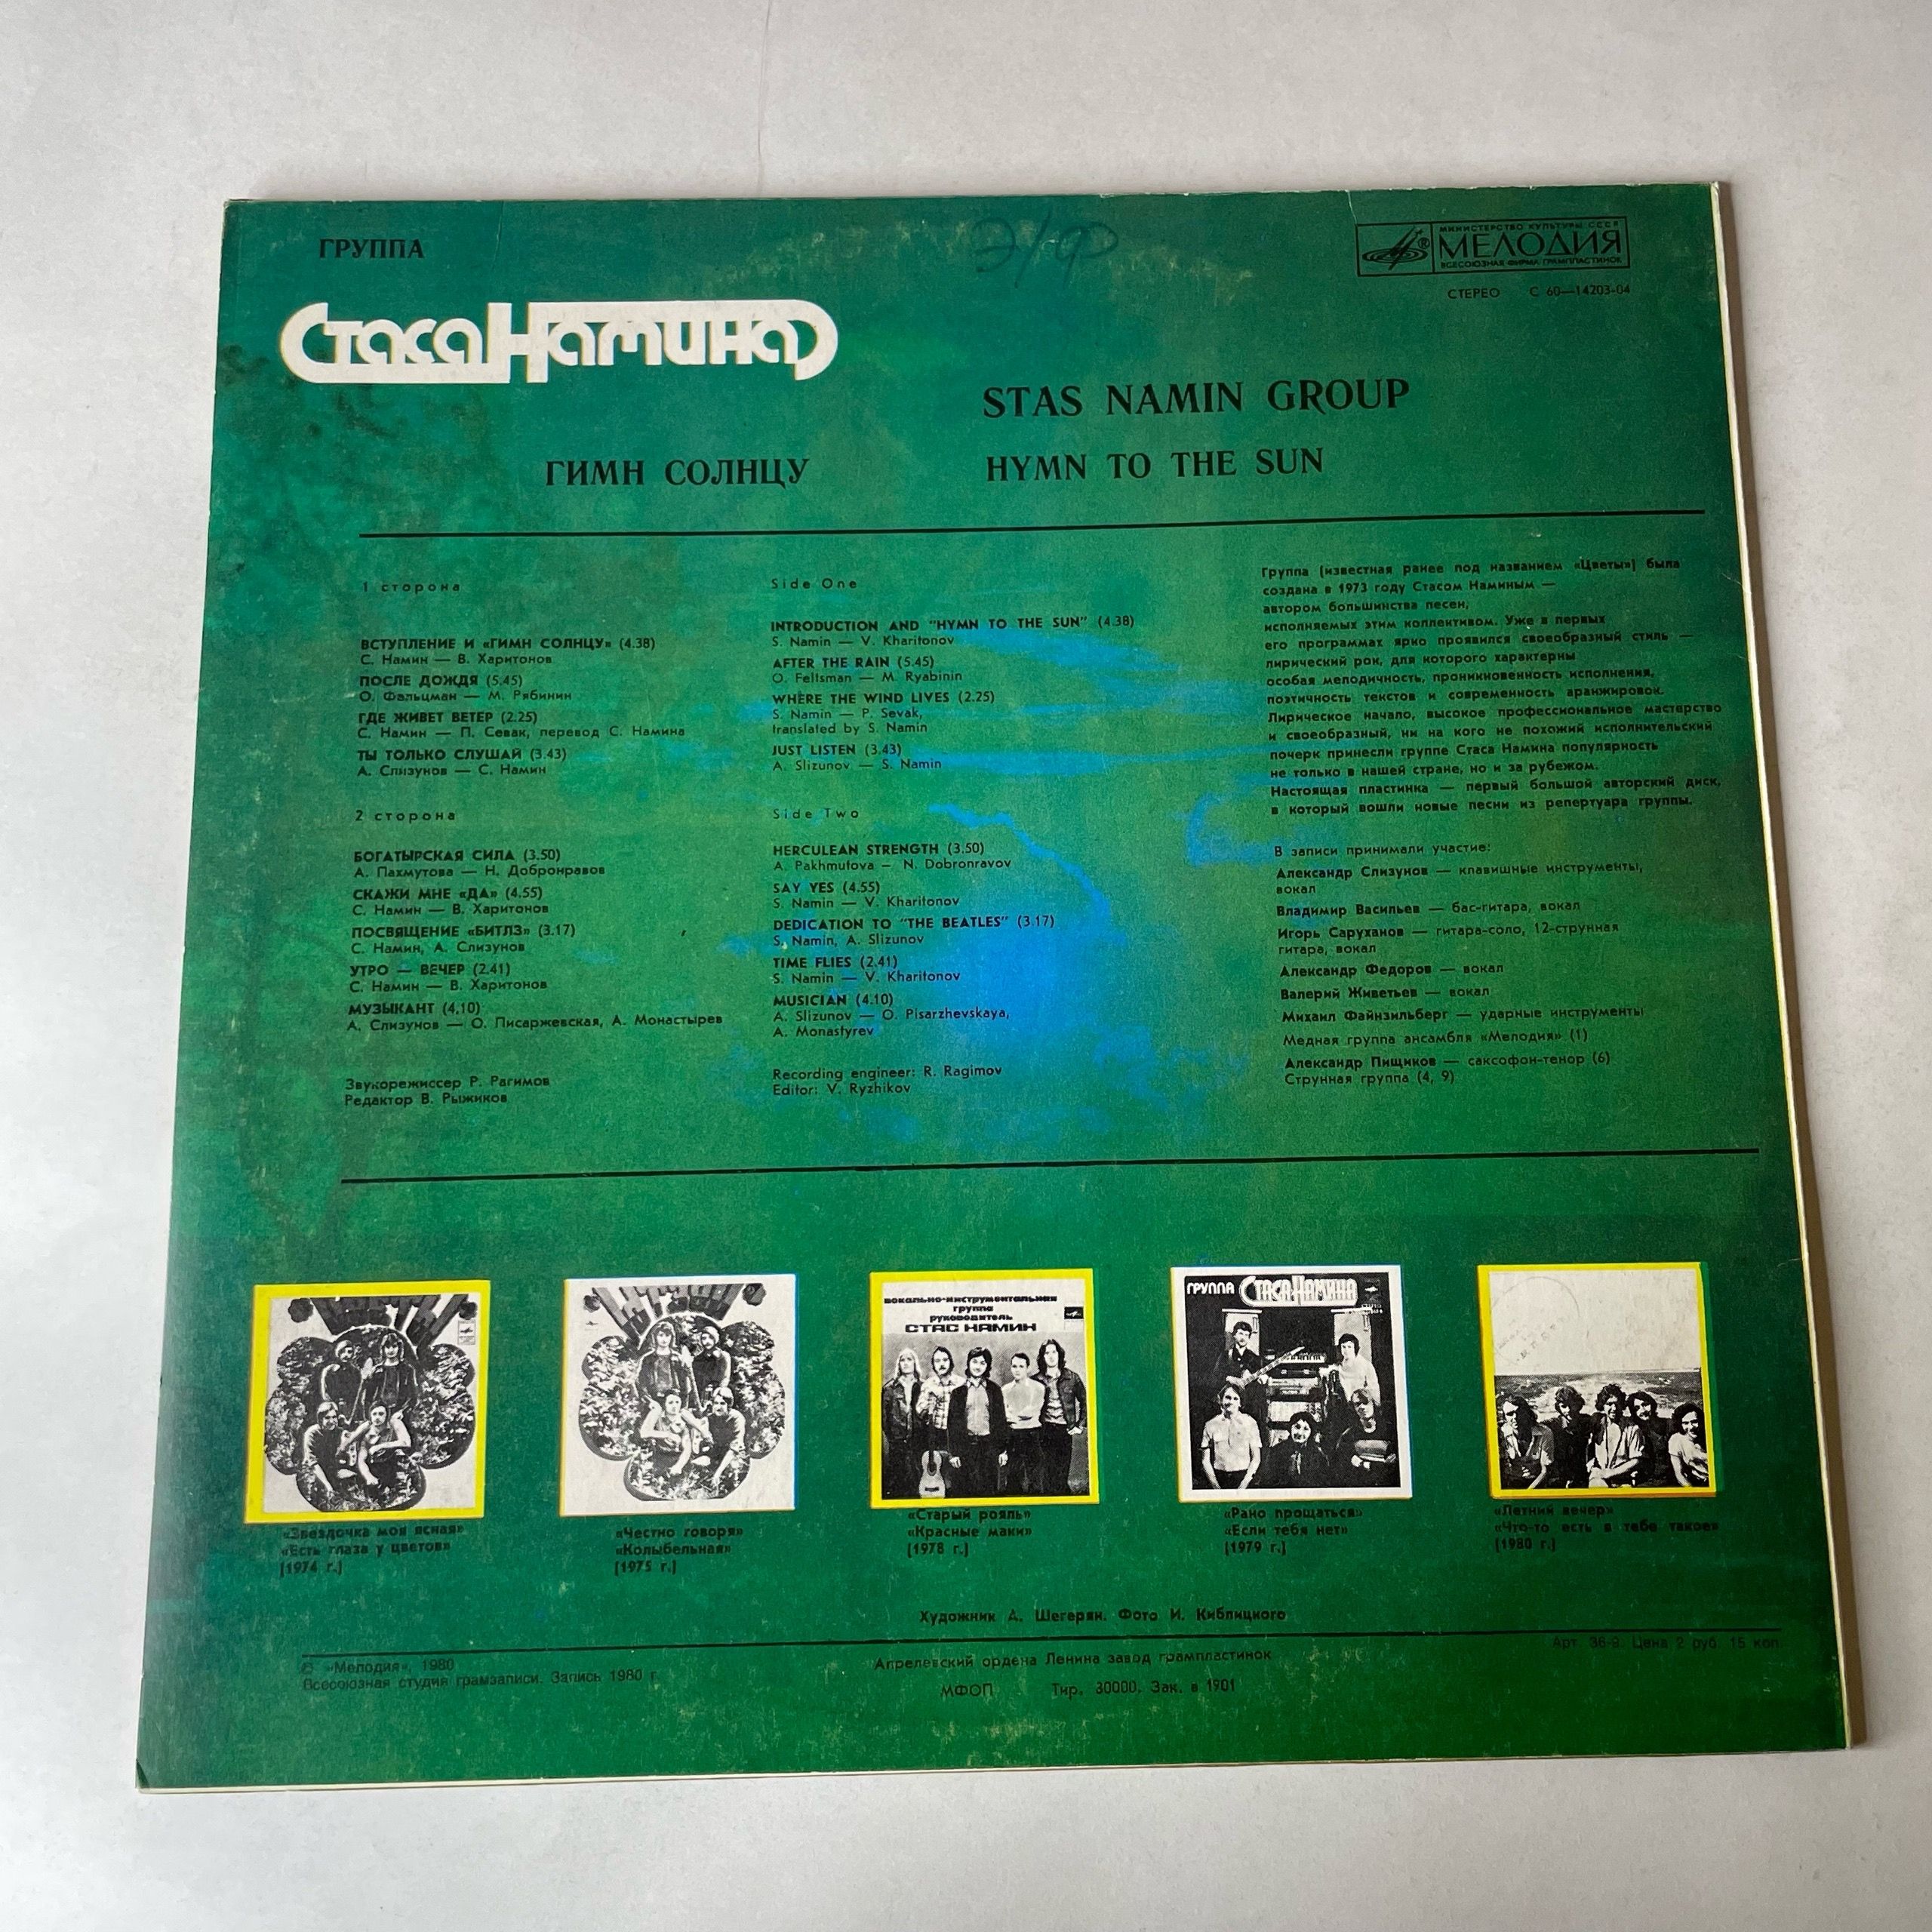 ГРУППА
СтасаНамина
Э/Ф
МИНИСТЕРСТВО КУЛЬТУРЫ СССР
МЕЛОДИЯ
ВСЕСОЮЗНАЯ ФИРМА ГРАМПЛАСТИНОК
СТЕРЕО С 60—14203-04
STAS NAMIN GROUP
ГИМН СОЛНЦУ
HYMN TO THE SUN
1 сторона
ВСТУПЛЕНИЕ И «ГИМН СОЛНЦУ» (4.38)
С. Намин — В. Харитонов
ПОСЛЕ ДОЖДЯ (5.45)
О. Фельцман — М. Рябинин
ГДЕ ЖИВЕТ ВЕТЕР (2.25)
С. Намин — П. Севак, перевод С. Намина
ТЫ ТОЛЬКО СЛУШАЙ (3.43)
А. Слизунов — С. Намин
2 сторона
БОГАТЫРСКАЯ СИЛА (3.50)
А. Пахмутова — Н. Добронравов
СКАЖИ МНЕ «ДА» (4.55)
С. Намин — В. Харитонов
ПОСВЯЩЕНИЕ «БИТЛЗ» (3.17)
С. Намин, А. Слизунов
УТРО — ВЕЧЕР (2.41)
С. Намин — В. Харитонов
МУЗЫКАНТ (4.10)
А. Слизунов — О. Писаржевская, А. Монастырев
Звукорежиссер Р. Рагимов
Редактор В. Рыжиков
Side One
INTRODUCTION AND "HYMN TO THE SUN" (4.38)
S. Namin — V. Kharitonov
AFTER THE RAIN (5.45)
O. Feltsman — M. Ryabinin
WHERE THE WIND LIVES (2.25)
S. Namin — P. Sevak,
translated by S. Namin
JUST LISTEN (3.43)
A. Slizunov — S. Namin
Side Two
HERCULEAN STRENGTH (3.50)
A. Pakhmutova — N. Dobronravov
SAY YES (4.55)
S. Namin — V. Kharitonov
DEDICATION TO "THE BEATLES" (3.17)
S. Namin, A. Slizunov
TIME FLIES (2.41)
S. Namin — V. Kharitonov
MUSICIAN (4.10)
A. Slizunov — O. Pisarzhevskaya,
A. Monastyrev
Recording engineer: R. Ragimov
Editor: V. Ryzhikov
Группа (известная ранее под названием «Цветы») была
создана в 1973 году Стасом Наминым —
автором большинства песен,
исполняемых этим коллективом. Уже в первых
его программах ярко проявился своеобразный стиль —
лирический рок, для которого характерны
особая мелодичность, проникновенность исполнения,
поэтичность текстов и современность аранжировок.
Лирическое начало, высокое профессиональное мастерство
и своеобразный, ни на кого не похожий исполнительский
почерк принесли группе Стаса Намина популярность
не только в нашей стране, но и за рубежом.
Настоящая пластинка — первый большой авторский диск,
в который вошли новые песни из репертуара группы.
В записи принимали участие:
Александр Слизунов — клавишные инструменты,
вокал
Владимир Васильев — бас-гитара, вокал
Игорь Саруханов — гитара-соло, 12-струнная
гитара, вокал
Александр Федоров — вокал
Валерий Живетьев — вокал
Михаил Файнзильберг — ударные инструменты
Медная группа ансамбля «Мелодия» (1)
Александр Пищиков — саксофон-тенор (6)
Струнная группа (4, 9)
вокально-инструментальная
группа
руководитель
СТАС НАМИН
ГРУППА СтасаНамина
«Звездочка моя ясная»
«Есть глаза у цветов»
(1974 г.)
«Честно говоря»
«Колыбельная»
(1975 г.)
«Старый рояль»
«Красные маки»
(1978 г.)
«Рано прощаться»
«Если тебя нет»
(1979 г.)
«Летний вечер»
«Что-то есть в тебе такое»
(1980 г.)
Художник А. Шегерян. Фото И. Киблицкого
Арт. 36-9. Цена 2 руб. 15 коп.
© «Мелодия», 1980
Всесоюзная студия грамзаписи. Запись 1980 г.
Апрелевский ордена Ленина завод грампластинок
МФОП Тир. 30000. Зак. в 1901